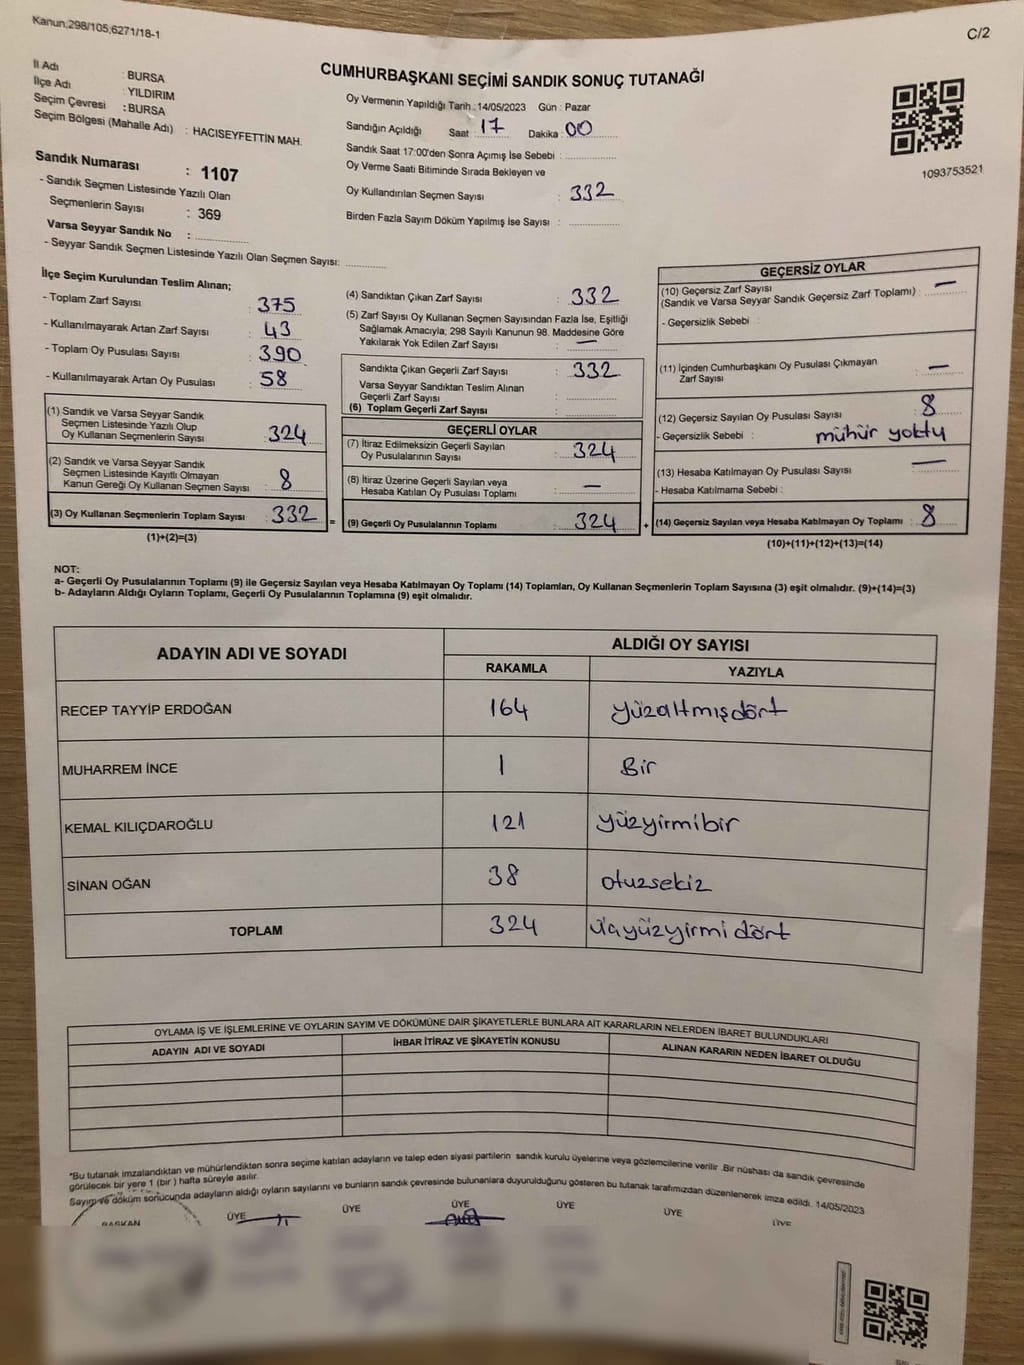 Kanun:298/105,6271/18-1
C/2
CUMHURBAŞKANI SEÇİMİ SANDIK SONUÇ TUTANAĞI
İl Adı : BURSA
İlçe Adı : YILDIRIM
Seçim Çevresi : BURSA
Seçim Bölgesi (Mahalle Adı) : HACISEYFETTİN MAH.
Sandık Numarası : 1107
- Sandık Seçmen Listesinde Yazılı Olan
Seçmenlerin Sayısı : 369
Varsa Seyyar Sandık No :
- Seyyar Sandık Seçmen Listesinde Yazılı Olan Seçmen Sayısı:
Oy Vermenin Yapıldığı Tarih : 14/05/2023 Gün : Pazar
Sandığın Açıldığı Saat : 17 Dakika : 00
Sandık Saat 17:00'den Sonra Açımış İse Sebebi :
Oy Verme Saati Bitiminde Sırada Bekleyen ve
Oy Kullandırılan Seçmen Sayısı : 332
Birden Fazla Sayım Döküm Yapılmış İse Sayısı :
1093753521
İlçe Seçim Kurulundan Teslim Alınan;
- Toplam Zarf Sayısı : 375
- Kullanılmayarak Artan Zarf Sayısı : 43
- Toplam Oy Pusulası Sayısı : 390
- Kullanılmayarak Artan Oy Pusulası : 58
(1) Sandık ve Varsa Seyyar Sandık
Seçmen Listesinde Yazılı Olup
Oy Kullanan Seçmenlerin Sayısı : 324
(2) Sandık ve Varsa Seyyar Sandık
Seçmen Listesinde Kayıtlı Olmayan
Kanun Gereği Oy Kullanan Seçmen Sayısı : 8
(3) Oy Kullanan Seçmenlerin Toplam Sayısı : 332
(1)+(2)=(3)
(4) Sandıktan Çıkan Zarf Sayısı : 332
(5) Zarf Sayısı Oy Kullanan Seçmen Sayısından Fazla İse, Eşitliği
Sağlamak Amacıyla; 298 Sayılı Kanunun 98. Maddesine Göre
Yakılarak Yok Edilen Zarf Sayısı : —
Sandıkta Çıkan Geçerli Zarf Sayısı : 332
Varsa Seyyar Sandıktan Teslim Alınan
Geçerli Zarf Sayısı :
(6) Toplam Geçerli Zarf Sayısı :
GEÇERLİ OYLAR
(7) İtiraz Edilmeksizin Geçerli Sayılan
Oy Pusulalarının Sayısı : 324
(8) İtiraz Üzerine Geçerli Sayılan veya
Hesaba Katılan Oy Pusulası Toplamı : —
= (9) Geçerli Oy Pusulalarının Toplamı : 324
GEÇERSİZ OYLAR
(10) Geçersiz Zarf Sayısı —
(Sandık ve Varsa Seyyar Sandık Geçersiz Zarf Toplamı) :
- Geçersizlik Sebebi :
(11) İçinden Cumhurbaşkanı Oy Pusulası Çıkmayan
Zarf Sayısı : —
(12) Geçersiz Sayılan Oy Pusulası Sayısı : 8
- Geçersizlik Sebebi : mühür yoktu
(13) Hesaba Katılmayan Oy Pusulası Sayısı : —
- Hesaba Katılmama Sebebi :
+ (14) Geçersiz Sayılan veya Hesaba Katılmayan Oy Toplamı : 8
(10)+(11)+(12)+(13)=(14)
NOT:
a- Geçerli Oy Pusulalarının Toplamı (9) ile Geçersiz Sayılan veya Hesaba Katılmayan Oy Toplamı (14) Toplamları, Oy Kullanan Seçmenlerin Toplam Sayısına (3) eşit olmalıdır. (9)+(14)=(3)
b- Adayların Aldığı Oyların Toplamı, Geçerli Oy Pusulalarının Toplamına (9) eşit olmalıdır.
ADAYIN ADI VE SOYADI ALDIĞI OY SAYISI
RAKAMLA YAZIYLA
RECEP TAYYİP ERDOĞAN 164 yüzaltmışdört
MUHARREM İNCE 1 Bir
KEMAL KILIÇDAROĞLU 121 yüzyirmibir
SİNAN OĞAN 38 otuzsekiz
TOPLAM 324 üçyüzyirmi dört
OYLAMA İŞ VE İŞLEMLERİNE VE OYLARIN SAYIM VE DÖKÜMÜNE DAİR ŞİKAYETLERLE BUNLARA AİT KARARLARIN NELERDEN İBARET BULUNDUKLARI
ADAYIN ADI VE SOYADI İHBAR İTİRAZ VE ŞİKAYETİN KONUSU ALINAN KARARIN NEDEN İBARET OLDUĞU
*Bu tutanak imzalandıktan ve mühürlendikten sonra seçime katılan adayların ve talep eden siyasi partilerin sandık kurulu üyelerine veya gözlemcilerine verilir .Bir nüshası da sandık çevresinde
görülecek bir yere 1 (bir) hafta süreyle asılır.
Sayım ve döküm sonucunda adayların aldığı oyların sayılarını ve bunların sandık çevresinde bulunanlara duyurulduğunu gösteren bu tutanak tarafımızdan düzenlenerek imza edildi. 14/05/2023
BAŞKAN ÜYE ÜYE ÜYE ÜYE ÜYE ÜYE